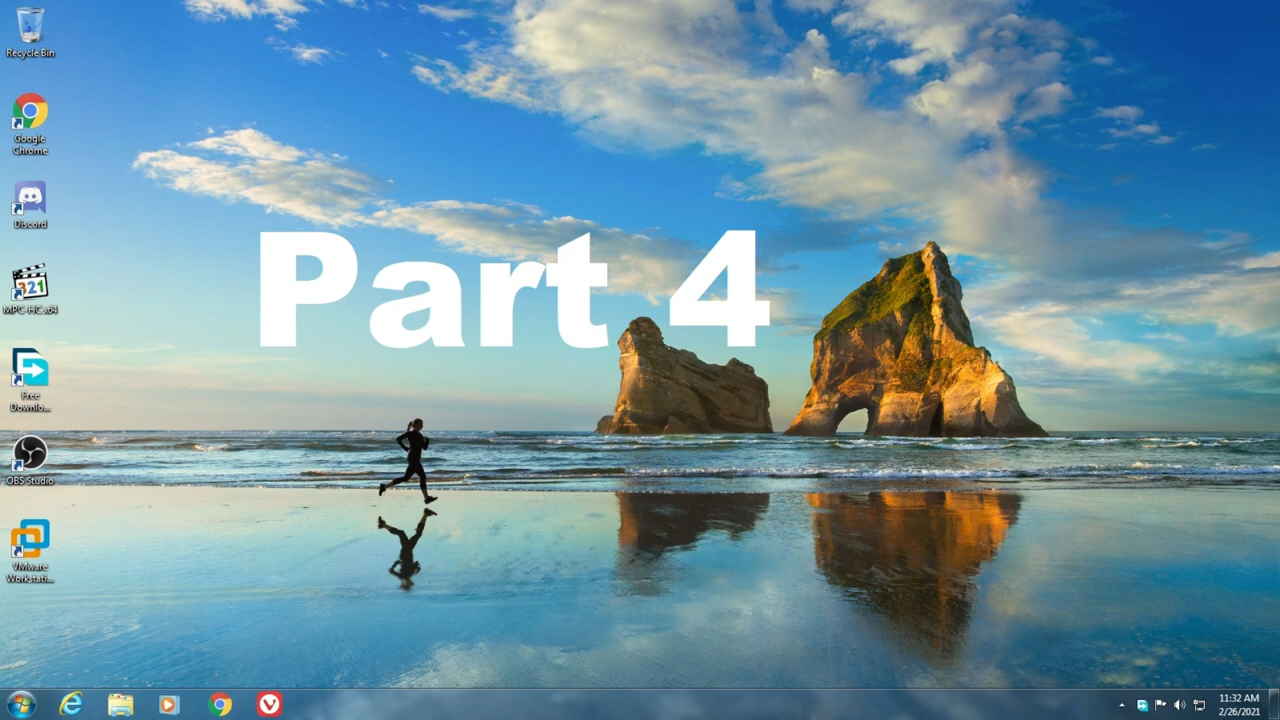 Recycle Bin
Google
Chrome
Discord
321
MPC-HC x64
Free
Downlo...
OBS Studio
VMware
Workstati...
Part 4
11:32 AM
2/26/2021